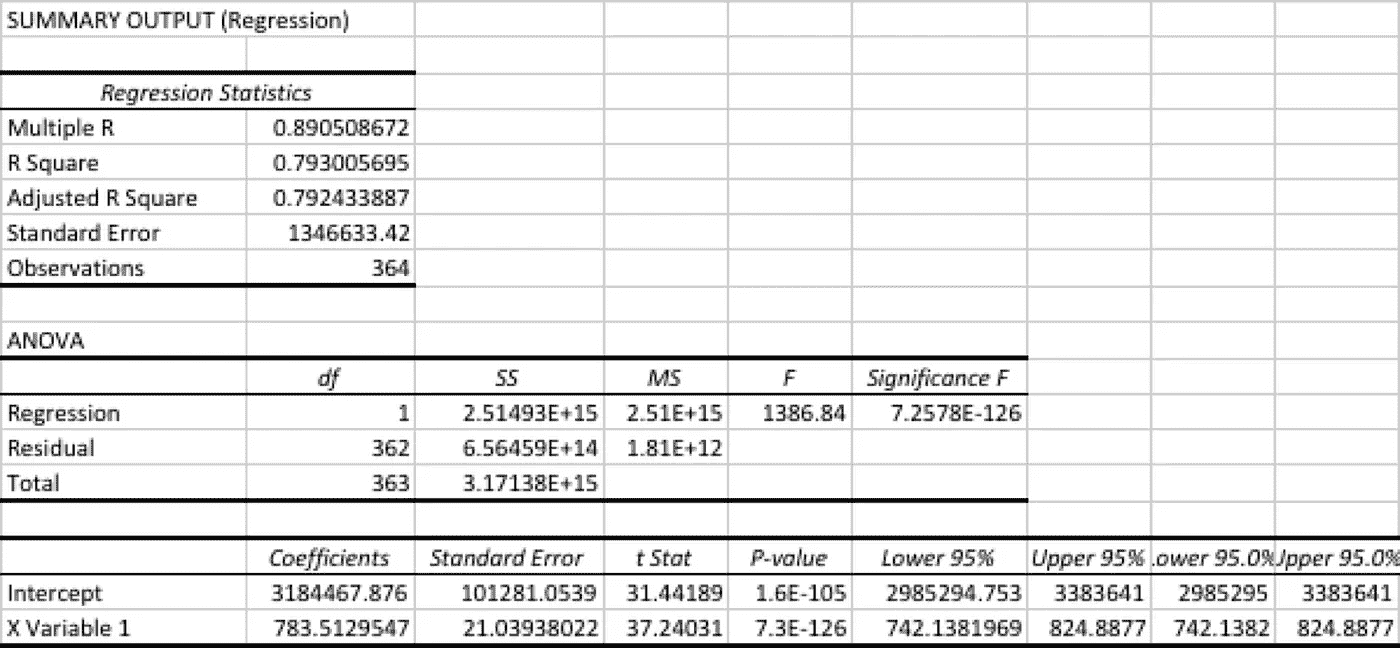 SUMMARY OUTPUT (Regression)
Regression Statistics
Multiple R 0.890508672
R Square 0.793005695
Adjusted R Square 0.792433887
Standard Error 1346633.42
Observations 364
ANOVA
df SS MS F Significance F
Regression 1 2.51493E+15 2.51E+15 1386.84 7.2578E-126
Residual 362 6.56459E+14 1.81E+12
Total 363 3.17138E+15
Coefficients Standard Error t Stat P-value Lower 95% Upper 95% .ower 95.0% Jpper 95.0%
Intercept 3184467.876 101281.0539 31.44189 1.6E-105 2985294.753 3383641 2985295 3383641
X Variable 1 783.5129547 21.03938022 37.24031 7.3E-126 742.1381969 824.8877 742.1382 824.8877